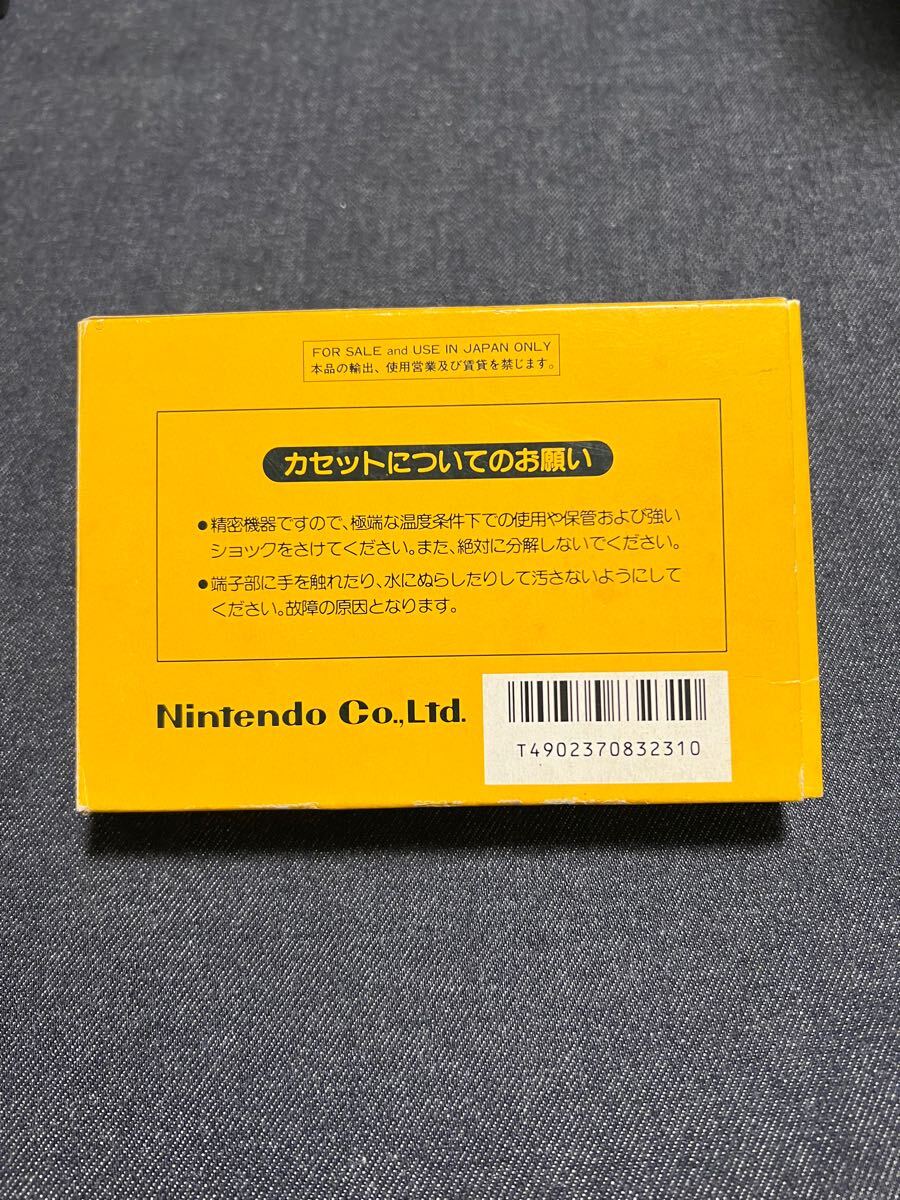 FOR SALE and USE IN JAPAN ONLY
本品の輸出、使用営業及び賃貸を禁じます。
カセットについてのお願い
●精密機器ですので、極端な温度条件下での使用や保管および強い
ショックをさけてください。また、絶対に分解しないでください。
●端子部に手を触れたり、水にぬらしたりして汚さないようにして
ください。故障の原因となります。
Nintendo Co.,Ltd.
T4902370832310